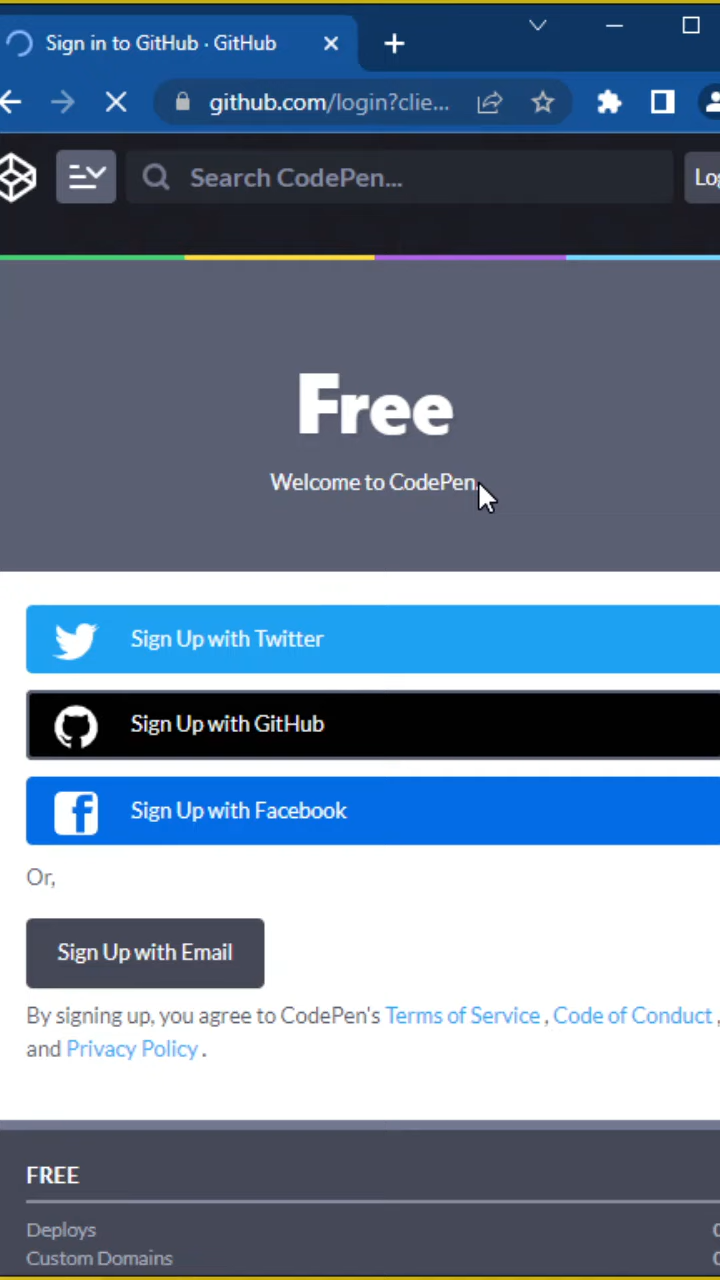 Sign in to GitHub · GitHub
github.com/login?clie...
Search CodePen...
Free
Welcome to CodePen.
Sign Up with Twitter
Sign Up with GitHub
Sign Up with Facebook
Or,
Sign Up with Email
By signing up, you agree to CodePen's Terms of Service , Code of Conduct ,
and Privacy Policy .
FREE
Deploys
Custom Domains